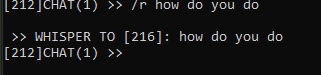 [212]CHAT(1) >> /r how do you do
>> WHISPER TO [216]: how do you do
[212]CHAT(1) >>